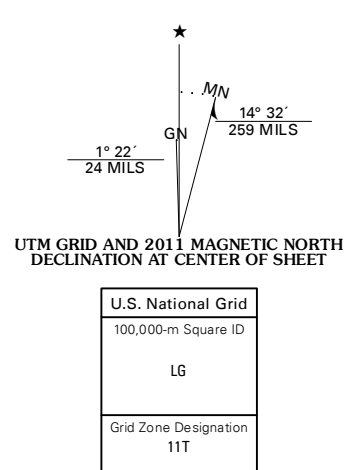 ★
MN
GN
14° 32´
259 MILS
1° 22´
24 MILS
UTM GRID AND 2011 MAGNETIC NORTH
DECLINATION AT CENTER OF SHEET
U.S. National Grid
100,000-m Square ID
LG
Grid Zone Designation
11T